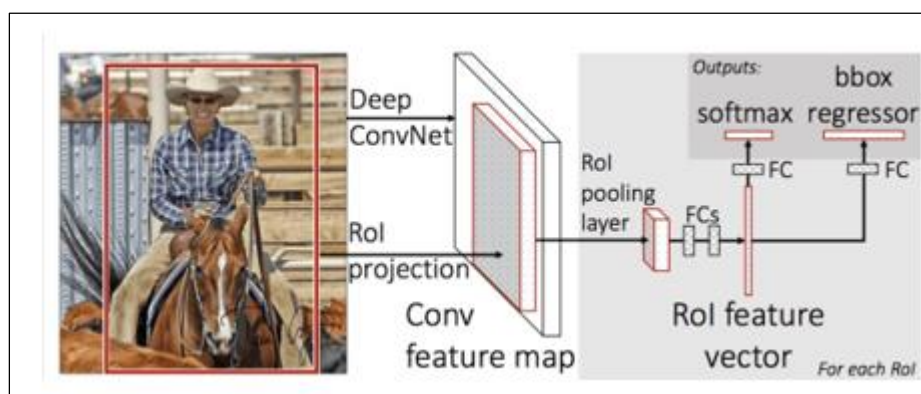 Outputs:
bbox
softmax
regressor
Deep
ConvNet
FC
FC
RoI
pooling
layer
FCs
RoI
projection
Conv
feature map
RoI feature
vector
For each RoI